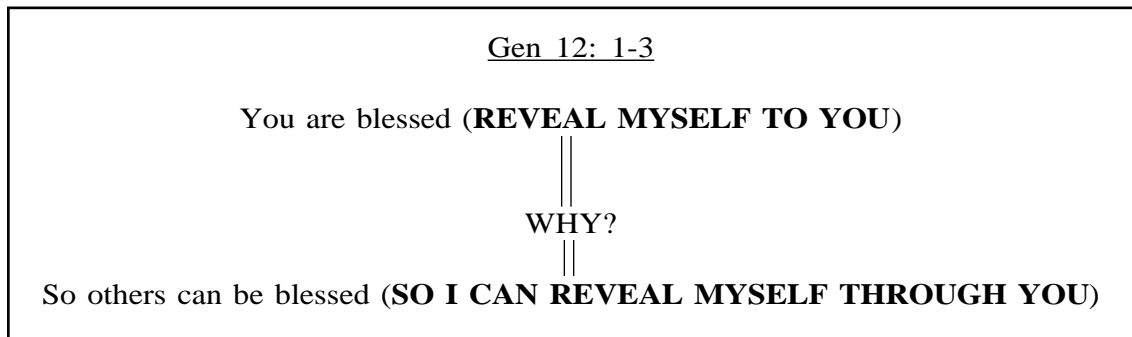 Gen 12: 1-3
You are blessed (REVEAL MYSELF TO YOU)
WHY?
So others can be blessed (SO I CAN REVEAL MYSELF THROUGH YOU)